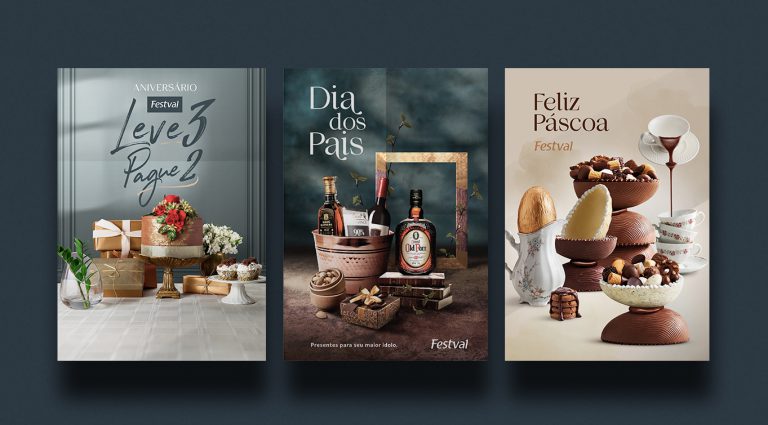 ANIVERSÁRIO
Festval
Leve 3
Pague 2
Dia
dos
Pais
90%
Old Parr
Presentes para seu maior ídolo.
Festval
Feliz
Páscoa
Festval